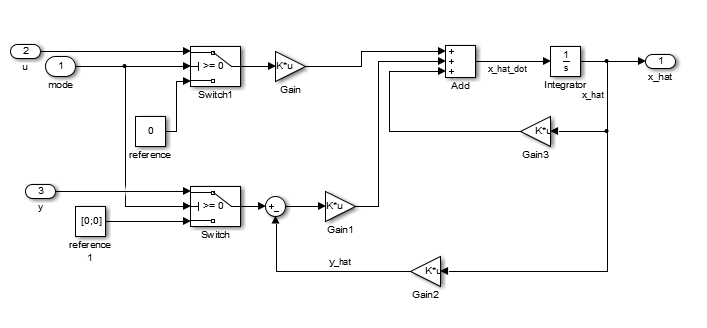 2
u
1
mode
>= 0
Switch1
K*u
Gain
0
reference
+
+
+
Add
x_hat_dot
1
s
Integrator
x_hat
1
x_hat
K*u
Gain3
3
y
[0;0]
reference
1
>= 0
Switch
+
_
K*u
Gain1
y_hat
K*u
Gain2